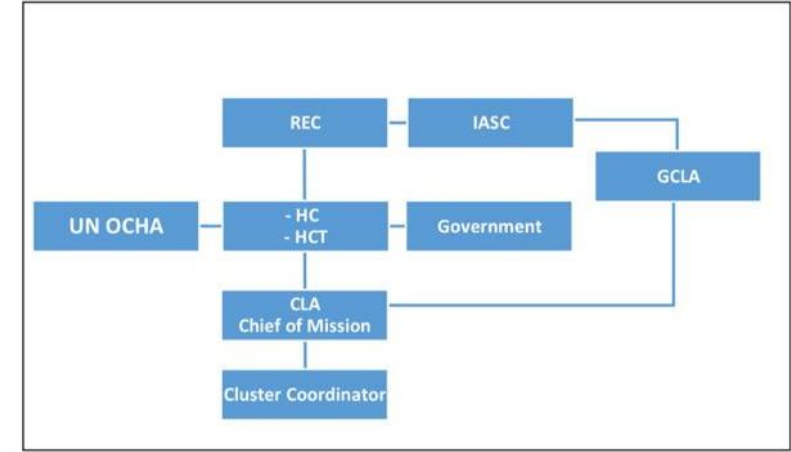 REC
IASC
GCLA
UN OCHA
- HC
- HCT
Government
CLA
Chief of Mission
Cluster Coordinator